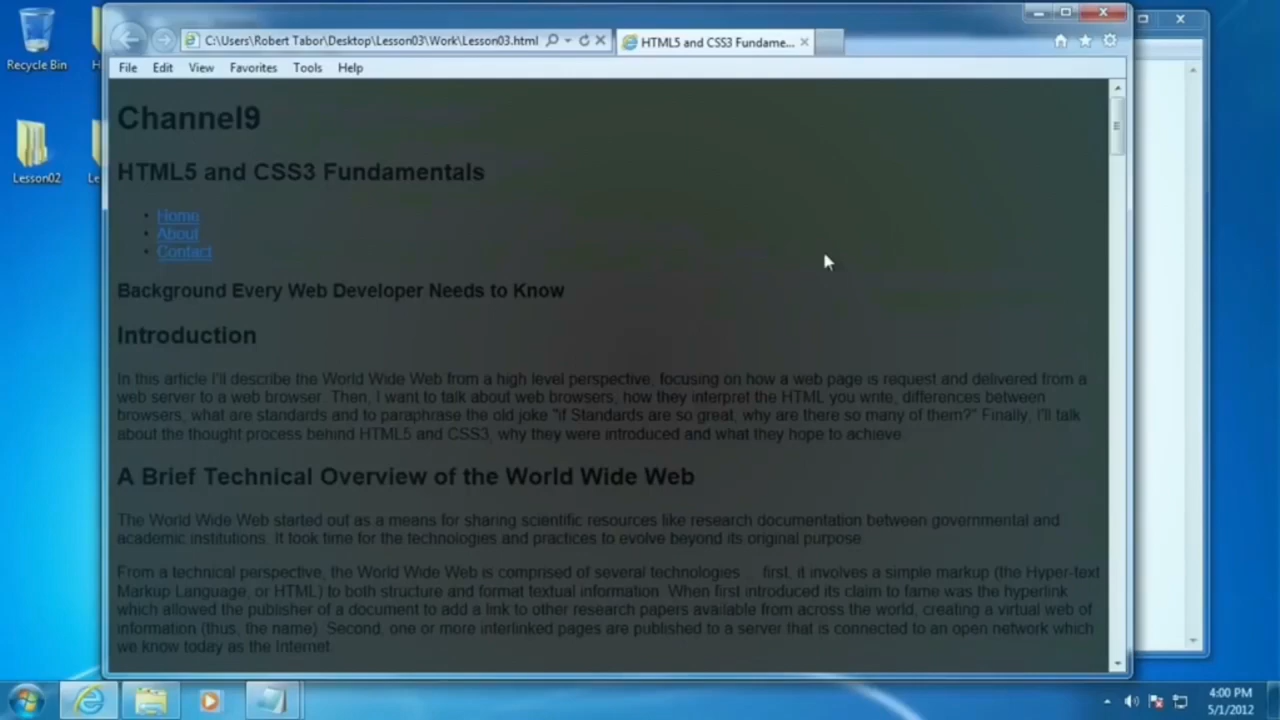 Recycle Bin
C:\Users\Robert Tabor\Desktop\Lesson03\Work\Lesson03.html
HTML5 and CSS3 Fundame...
File Edit View Favorites Tools Help
Channel9
Lesson02
HTML5 and CSS3 Fundamentals
Home
About
Contact
Background Every Web Developer Needs to Know
Introduction
In this article I'll describe the World Wide Web from a high level perspective, focusing on how a web page is request and delivered from a
web server to a web browser. Then, I want to talk about web browsers, how they interpret the HTML you write, differences between
browsers, what are standards and to paraphrase the old joke "if Standards are so great, why are there so many of them?" Finally, I'll talk
about the thought process behind HTML5 and CSS3, why they were introduced and what they hope to achieve.
A Brief Technical Overview of the World Wide Web
The World Wide Web started out as a means for sharing scientific resources like research documentation between governmental and
academic institutions. It took time for the technologies and practices to evolve beyond its original purpose.
From a technical perspective, the World Wide Web is comprised of several technologies ... first, it involves a simple markup (the Hyper-text
Markup Language, or HTML) to both structure and format textual information. When first introduced its claim to fame was the hyperlink
which allowed the publisher of a document to add a link to other research papers available from across the world, creating a virtual web of
information (thus, the name). Second, one or more interlinked pages are published to a server that is connected to an open network which
we know today as the Internet.
4:00 PM
5/1/2012